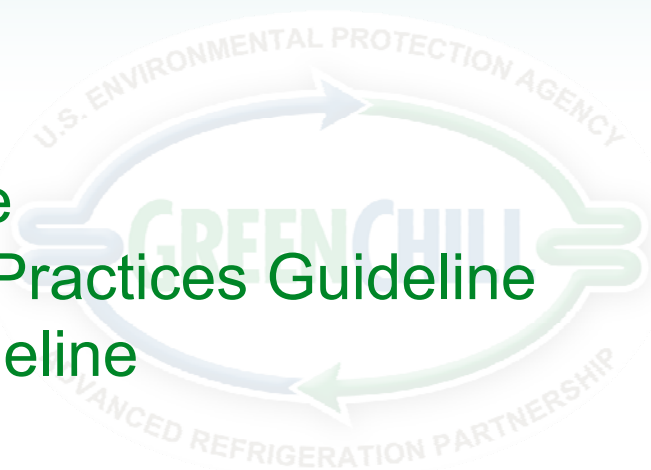 U.S. ENVIRONMENTAL PROTECTION AGENCY
e
GREENCHILL
Practices Guideline
eline
ADVANCED REFRIGERATION PARTNERSHIP